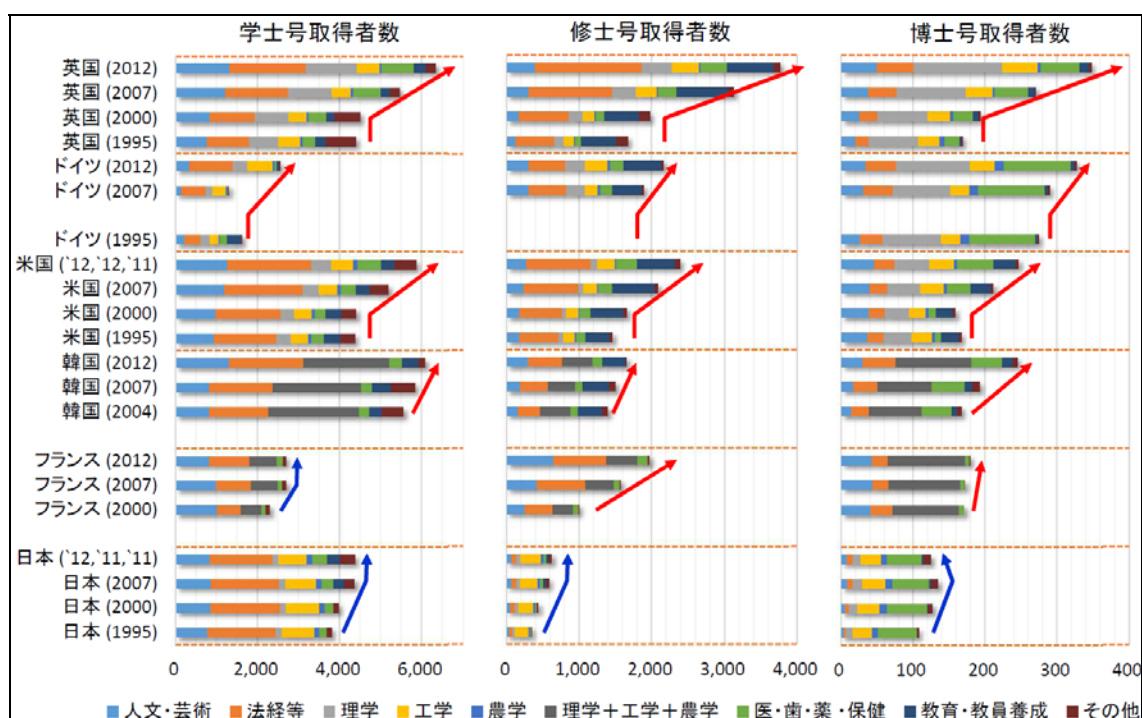 学士号取得者数 修士号取得者数 博士号取得者数
英国 (2012)
英国 (2007)
英国 (2000)
英国 (1995)
ドイツ (2012)
ドイツ (2007)
ドイツ (1995)
米国 (`12,`12,`11)
米国 (2007)
米国 (2000)
米国 (1995)
韓国 (2012)
韓国 (2007)
韓国 (2004)
フランス (2012)
フランス (2007)
フランス (2000)
日本 (`12,`11,`11)
日本 (2007)
日本 (2000)
日本 (1995)
0 2,000 4,000 6,000 0 1,000 2,000 3,000 4,000 0 100 200 300 400
人文・芸術 法経等 理学 工学 農学 理学＋工学＋農学 医・歯・薬・保健 教育・教員養成 その他